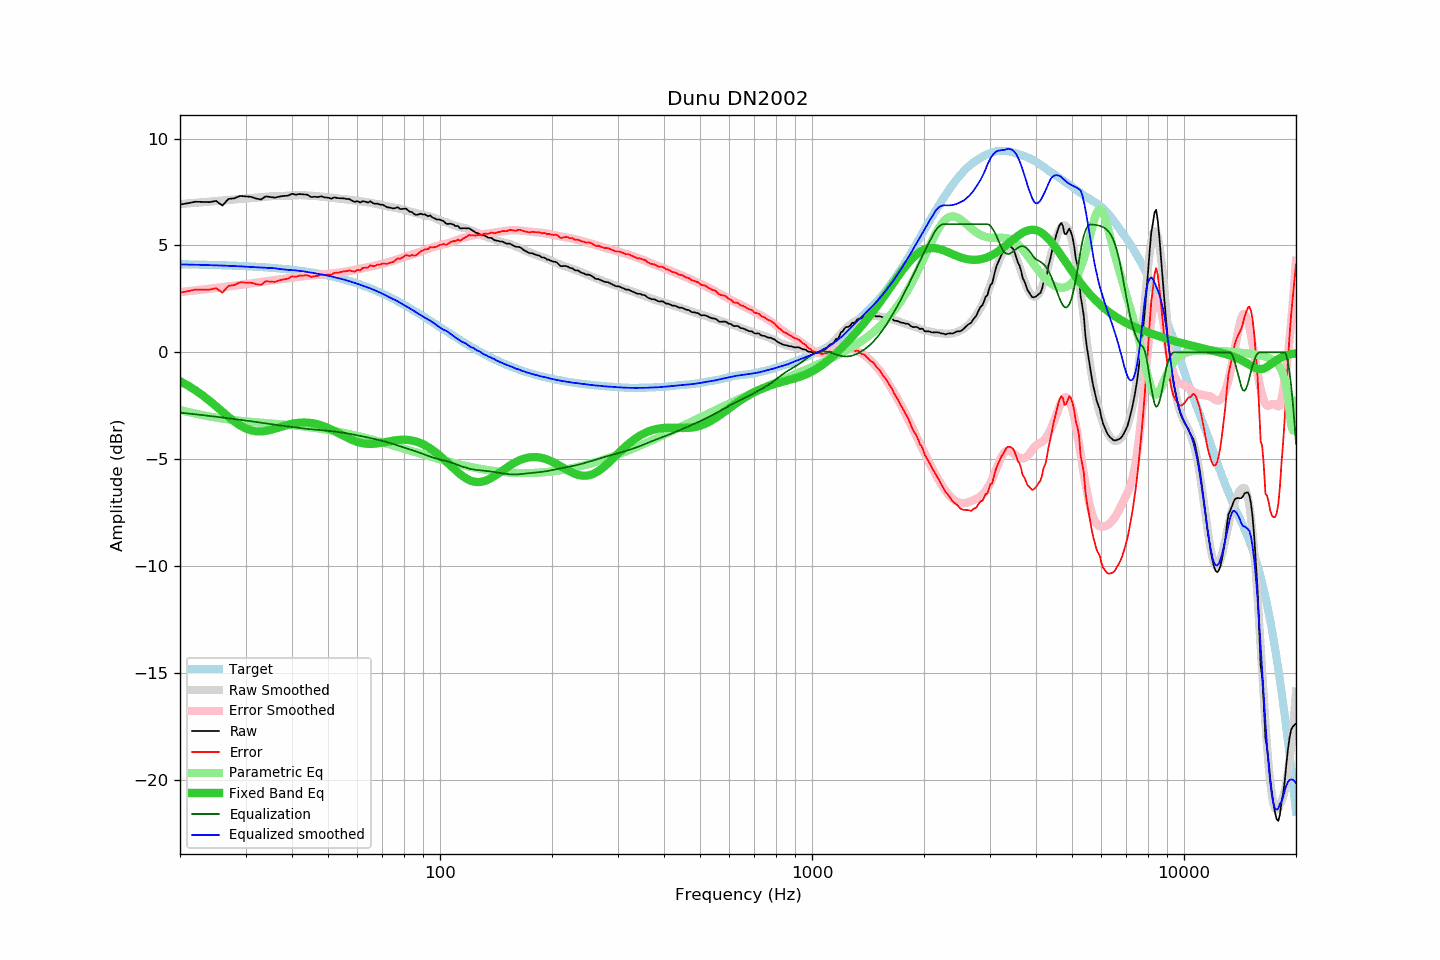 Dunu DN2002
10
5
0
−5
−10
−15
−20
Amplitude (dBr)
Target
Raw Smoothed
Error Smoothed
Raw
Error
Parametric Eq
Fixed Band Eq
Equalization
Equalized smoothed
100
1000
10000
Frequency (Hz)